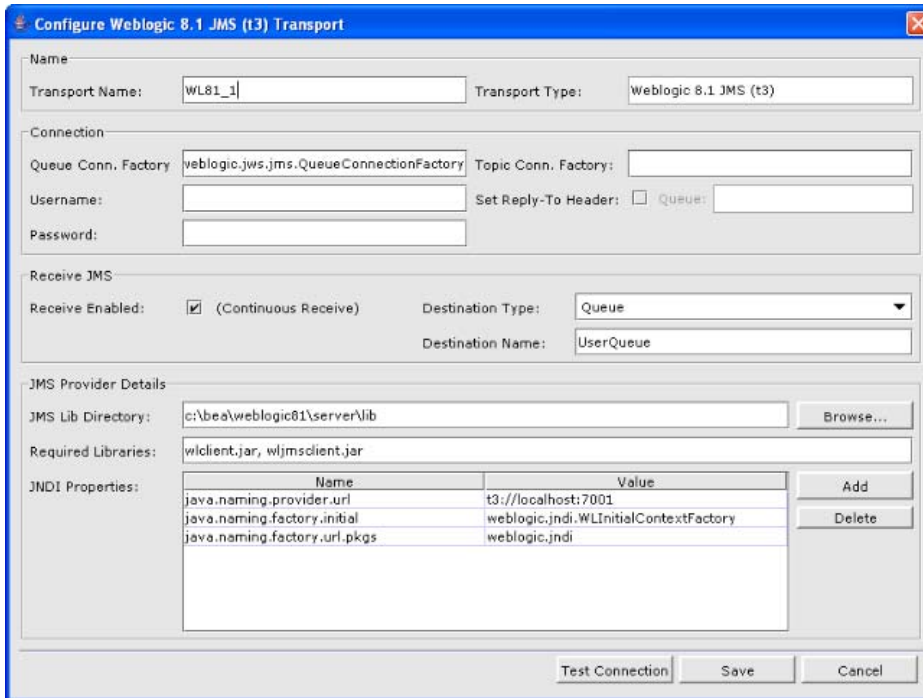 Configure Weblogic 8.1 JMS (t3) Transport
Name
Transport Name: WL81_1 Transport Type: Weblogic 8.1 JMS (t3)
Connection
Queue Conn. Factory veblogic.jws.jms.QueueConnectionFactory Topic Conn. Factory:
Username: Set Reply-To Header: Queue:
Password:
Receive JMS
Receive Enabled: (Continuous Receive) Destination Type: Queue
Destination Name: UserQueue
JMS Provider Details
JMS Lib Directory: c:\bea\weblogic81\server\lib Browse...
Required Libraries: wlclient.jar, wljmsclient.jar
JNDI Properties: Name Value Add
java.naming.provider.url t3://localhost:7001
java.naming.factory.initial weblogic.jndi.WLInitialContextFactory Delete
java.naming.factory.url.pkgs weblogic.jndi
Test Connection Save Cancel